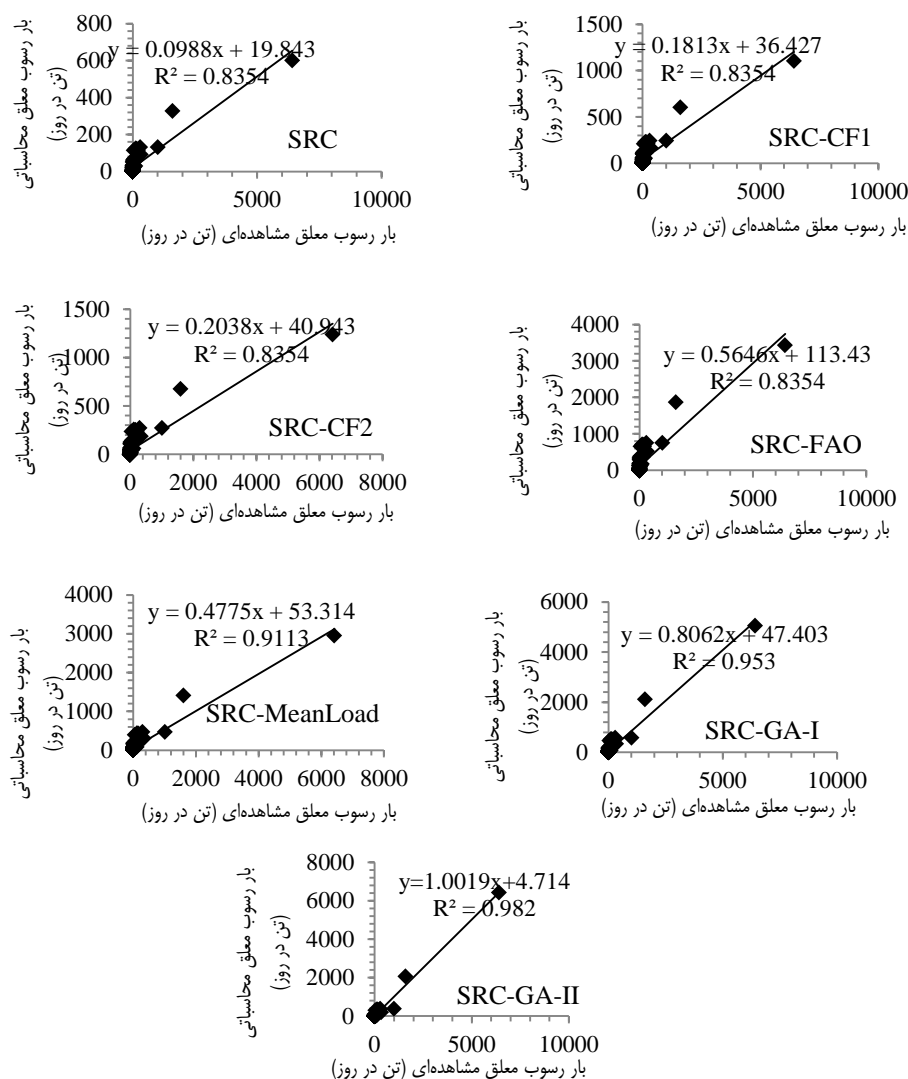 800
600
400
200
0
0
5000
10000
y = 0.0988x + 19.843
R² = 0.8354
SRC
بار رسوب معلق محاسباتی
(تن در روز)
بار رسوب معلق مشاهده‌ای (تن در روز)
1500
1000
500
0
0
5000
10000
y = 0.1813x + 36.427
R² = 0.8354
SRC-CF1
بار رسوب معلق محاسباتی
(تن در روز)
بار رسوب معلق مشاهده‌ای (تن در روز)
1500
1000
500
0
0
2000
4000
6000
8000
y = 0.2038x + 40.943
R² = 0.8354
SRC-CF2
بار رسوب معلق محاسباتی
(تن در روز)
بار رسوب معلق مشاهده‌ای (تن در روز)
4000
3000
2000
1000
0
0
5000
10000
y = 0.5646x + 113.43
R² = 0.8354
SRC-FAO
بار رسوب معلق محاسباتی
(تن در روز)
بار رسوب معلق مشاهده‌ای (تن در روز)
4000
3000
2000
1000
0
0
2000
4000
6000
8000
y = 0.4775x + 53.314
R² = 0.9113
SRC-MeanLoad
بار رسوب معلق محاسباتی
(تن در روز)
بار رسوب معلق مشاهده‌ای (تن در روز)
6000
4000
2000
0
0
5000
10000
y = 0.8062x + 47.403
R² = 0.953
SRC-GA-I
بار رسوب معلق محاسباتی
(تن در روز)
بار رسوب معلق مشاهده‌ای (تن در روز)
8000
6000
4000
2000
0
0
5000
10000
y=1.0019x+4.714
R² = 0.982
SRC-GA-II
بار رسوب معلق محاسباتی
(تن در روز)
بار رسوب معلق مشاهده‌ای (تن در روز)